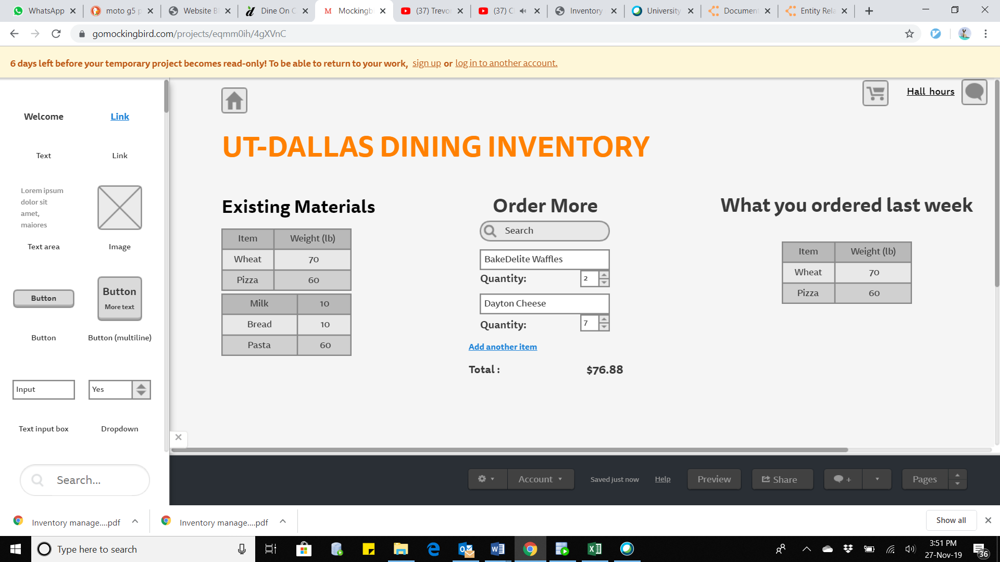 WhatsApp
moto g5 p
Website Bl
Dine On C
Mockingb
(37) Trevo
(37) C
Inventory
University
Document
Entity Rela
gomockingbird.com/projects/eqmm0ih/4gXVnC
6 days left before your temporary project becomes read-only! To be able to return to your work, sign up or log in to another account.
Welcome
Link
Text
Link
Lorem ipsum
dolor sit
amet,
maiores
Text area
Image
Button
Button
More text
Button
Button (multiline)
Input
Yes
Text input box
Dropdown
Search...
Hall hours
UT-DALLAS DINING INVENTORY
Existing Materials
Item Weight (lb)
Wheat 70
Pizza 60
Milk 10
Bread 10
Pasta 60
Order More
Search
BakeDelite Waffles
Quantity: 2
Dayton Cheese
Quantity: 7
Add another item
Total : $76.88
What you ordered last week
Item Weight (lb)
Wheat 70
Pizza 60
Account
Saved just now
Help
Preview
Share
+
Pages
Inventory manage....pdf
Inventory manage....pdf
Show all
Type here to search
3:51 PM
27-Nov-19
36